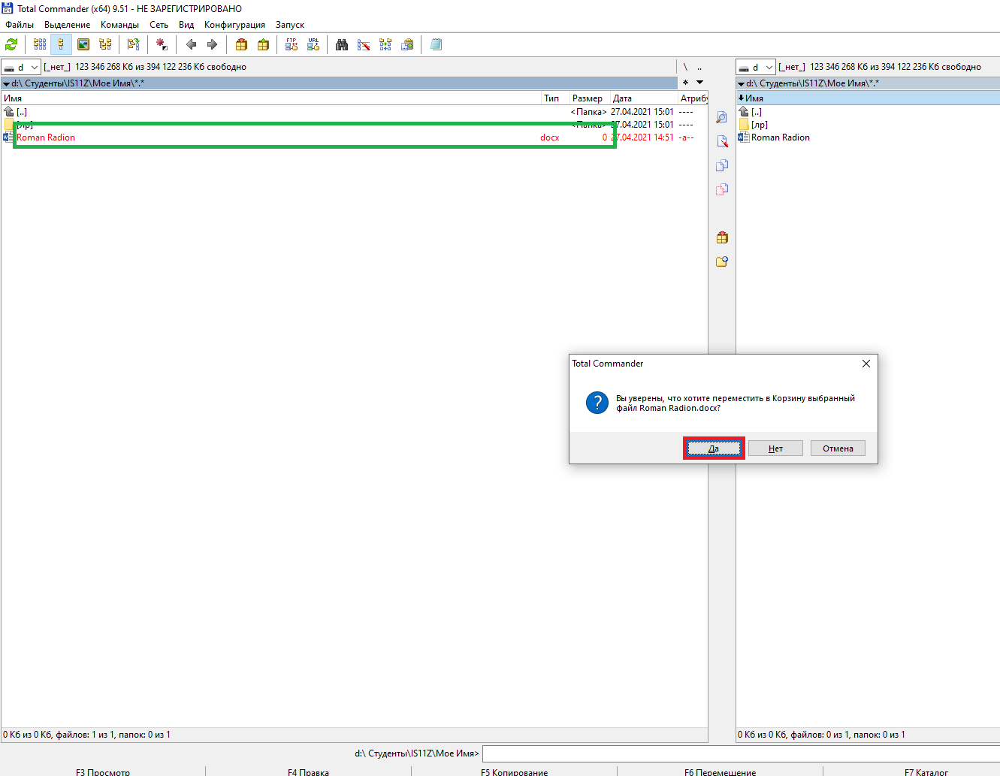 Total Commander (x64) 9.51 - НЕ ЗАРЕГИСТРИРОВАНО
Файлы Выделение Команды Сеть Вид Конфигурация Запуск
FTP URL
d [_нет_] 123 346 268 Кб из 394 122 236 Кб свободно \ .. d [_нет_] 123 346 268 Кб из 394 122 236 Кб свободно
d:\ Студенты\IS11Z\Мое Имя\*.* * d:\ Студенты\IS11Z\Мое Имя\*.*
Имя Тип Размер Дата Атрибу Имя
[..] <Папка> 27.04.2021 15:01 ---- [..]
[лр] <Папка> 27.04.2021 15:01 ---- [лр]
Roman Radion docx 0 27.04.2021 14:51 -a-- Roman Radion
Total Commander
Вы уверены, что хотите переместить в Корзину выбранный
файл Roman Radion.docx?
Да Нет Отмена
0 Кб из 0 Кб, файлов: 1 из 1, папок: 0 из 1 0 Кб из 0 Кб, файлов: 0 из 1, папок: 0 из 1
d:\ Студенты\IS11Z\Мое Имя>
F3 Просмотр F4 Правка F5 Копирование F6 Перемещение F7 Каталог